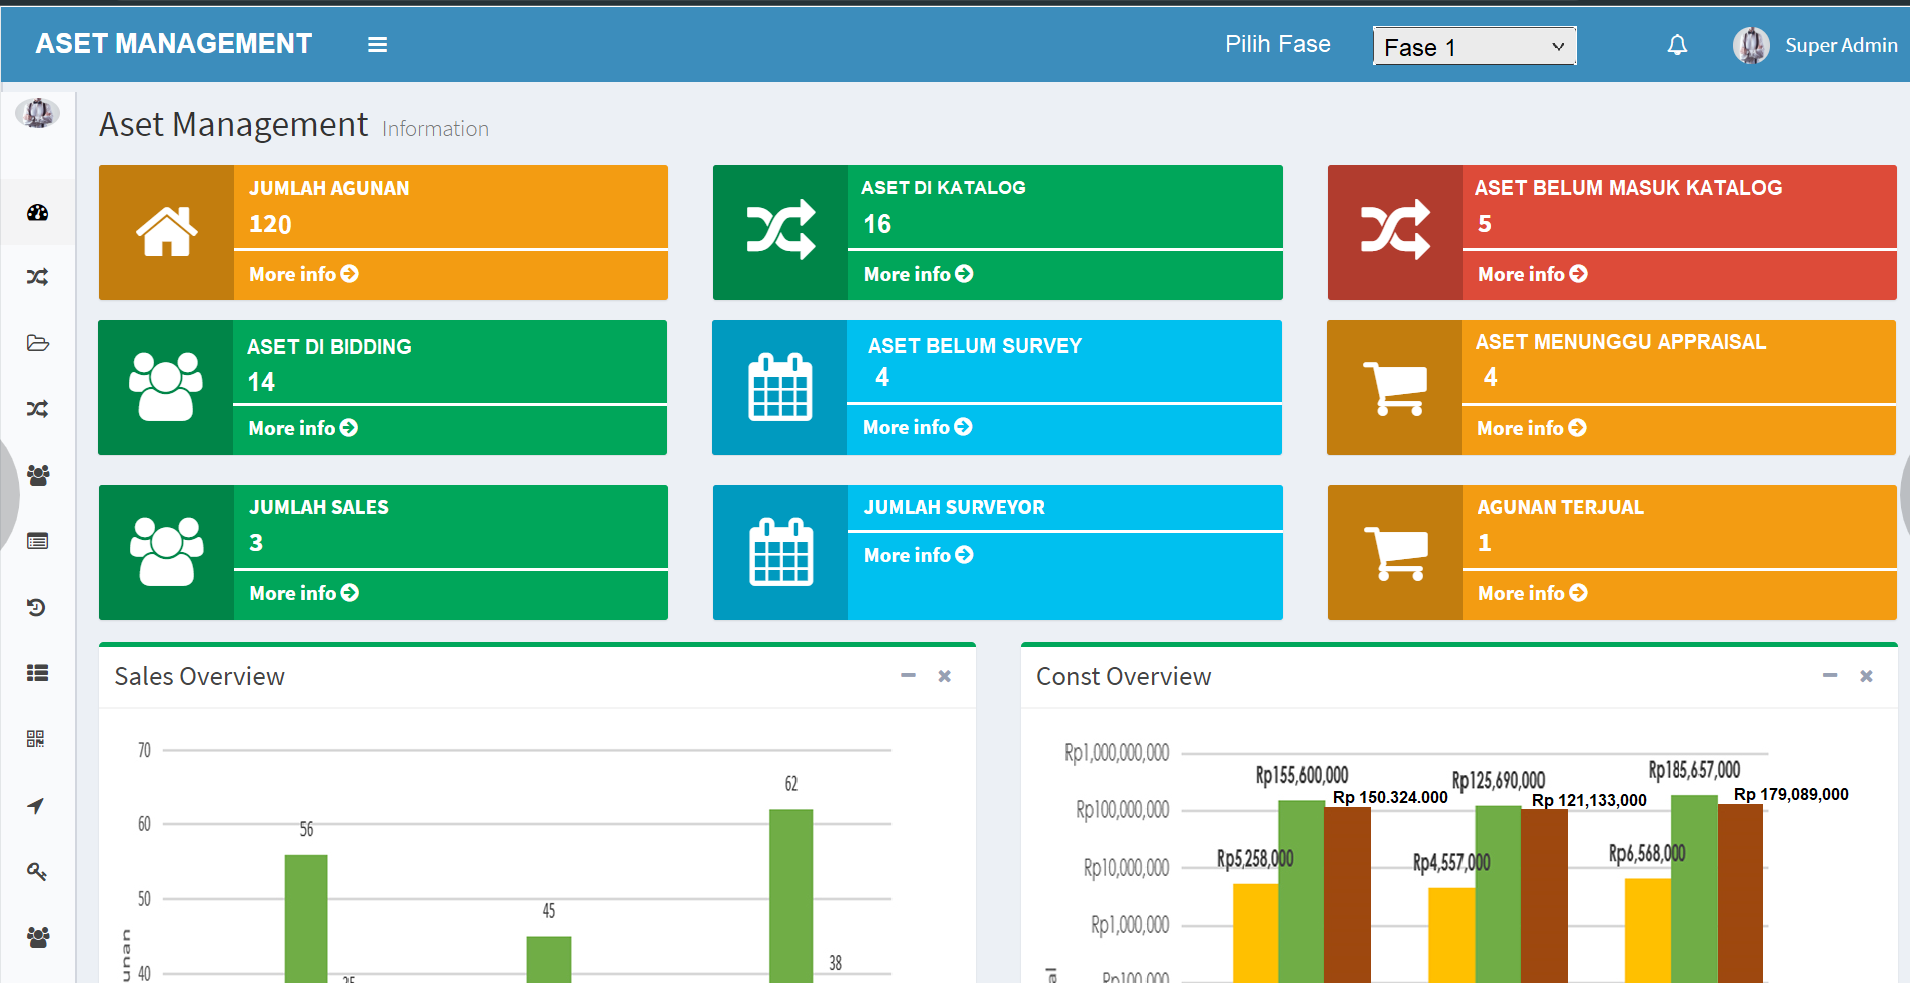 ASET MANAGEMENT
Pilih Fase
Fase 1
Super Admin
Aset Management Information
JUMLAH AGUNAN
120
More info
ASET DI KATALOG
16
More info
ASET BELUM MASUK KATALOG
5
More info
ASET DI BIDDING
14
More info
ASET BELUM SURVEY
4
More info
ASET MENUNGGU APPRAISAL
4
More info
JUMLAH SALES
3
More info
JUMLAH SURVEYOR
More info
AGUNAN TERJUAL
1
More info
Sales Overview
70
60
50
40
56
45
62
38
Const Overview
Rp1,000,000,000
Rp100,000,000
Rp10,000,000
Rp1,000,000
Rp100,000
Rp155,600,000
Rp 150.324.000
Rp125,690,000
Rp 121,133,000
Rp185,657,000
Rp 179,089,000
Rp5,258,000
Rp4,557,000
Rp6,568,000